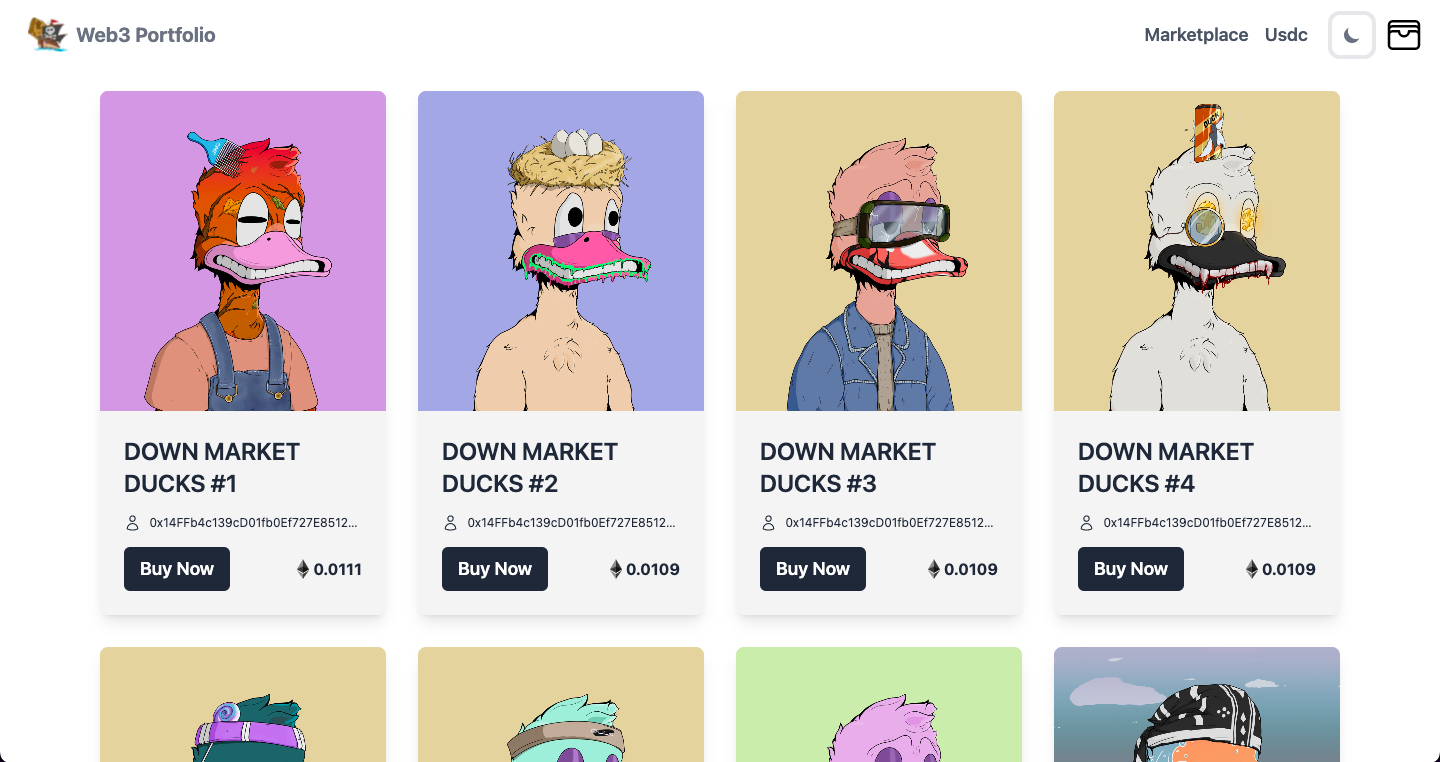 Web3 Portfolio
Marketplace
Usdc
DUCK
DOWN MARKET
DUCKS #1
0x14FFb4c139cD01fb0Ef727E8512...
Buy Now
0.0111
DOWN MARKET
DUCKS #2
0x14FFb4c139cD01fb0Ef727E8512...
Buy Now
0.0109
DOWN MARKET
DUCKS #3
0x14FFb4c139cD01fb0Ef727E8512...
Buy Now
0.0109
DOWN MARKET
DUCKS #4
0x14FFb4c139cD01fb0Ef727E8512...
Buy Now
0.0109